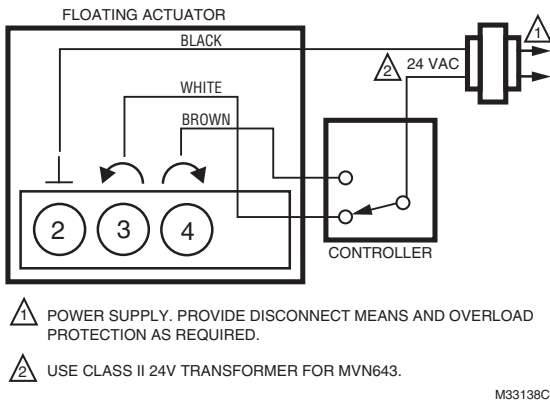 FLOATING ACTUATOR
BLACK
1
2 24 VAC
WHITE
BROWN
2 3 4
CONTROLLER
1 POWER SUPPLY. PROVIDE DISCONNECT MEANS AND OVERLOAD
PROTECTION AS REQUIRED.
2 USE CLASS II 24V TRANSFORMER FOR MVN643.
M33138C